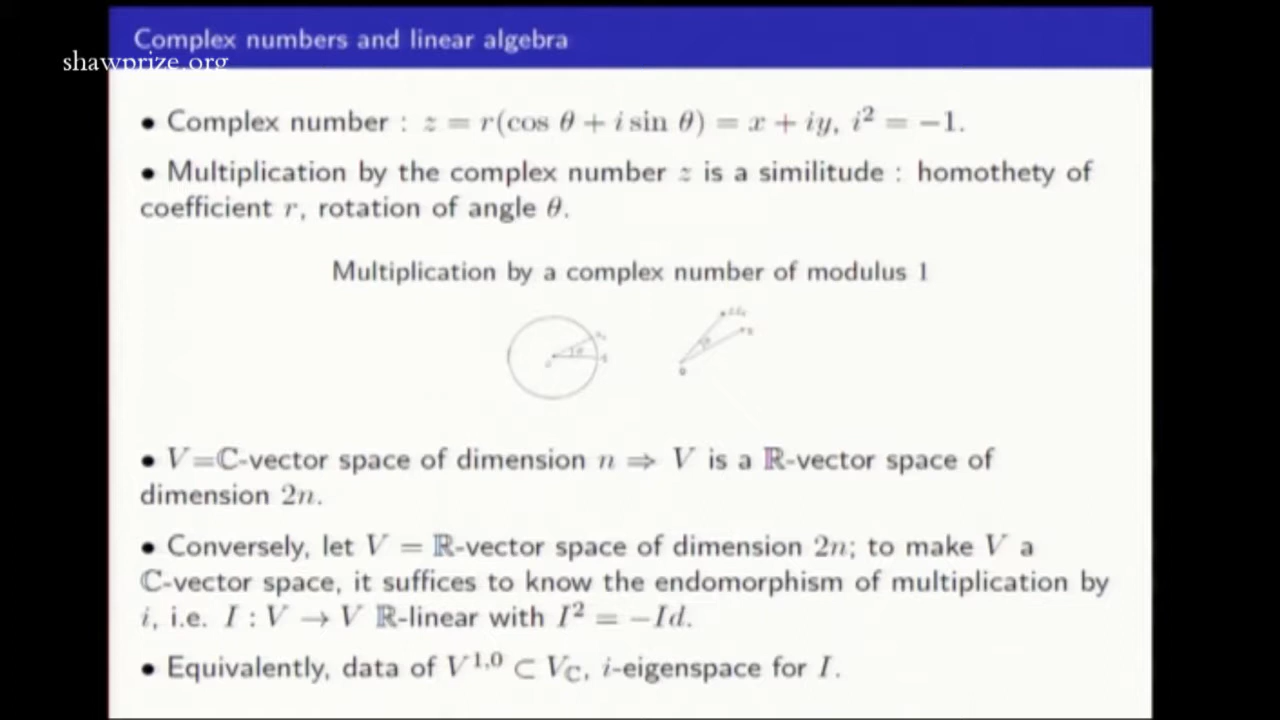 Complex numbers and linear algebra
shawprize.org
• Complex number : z = r(cos θ + i sin θ) = x + iy, i² = −1.
• Multiplication by the complex number z is a similitude : homothety of
coefficient r, rotation of angle θ.
Multiplication by a complex number of modulus 1
• V=ℂ-vector space of dimension n ⇒ V is a ℝ-vector space of
dimension 2n.
• Conversely, let V = ℝ-vector space of dimension 2n; to make V a
ℂ-vector space, it suffices to know the endomorphism of multiplication by
i, i.e. I : V → V ℝ-linear with I² = −Id.
• Equivalently, data of V¹·⁰ ⊂ V_ℂ, i-eigenspace for I.